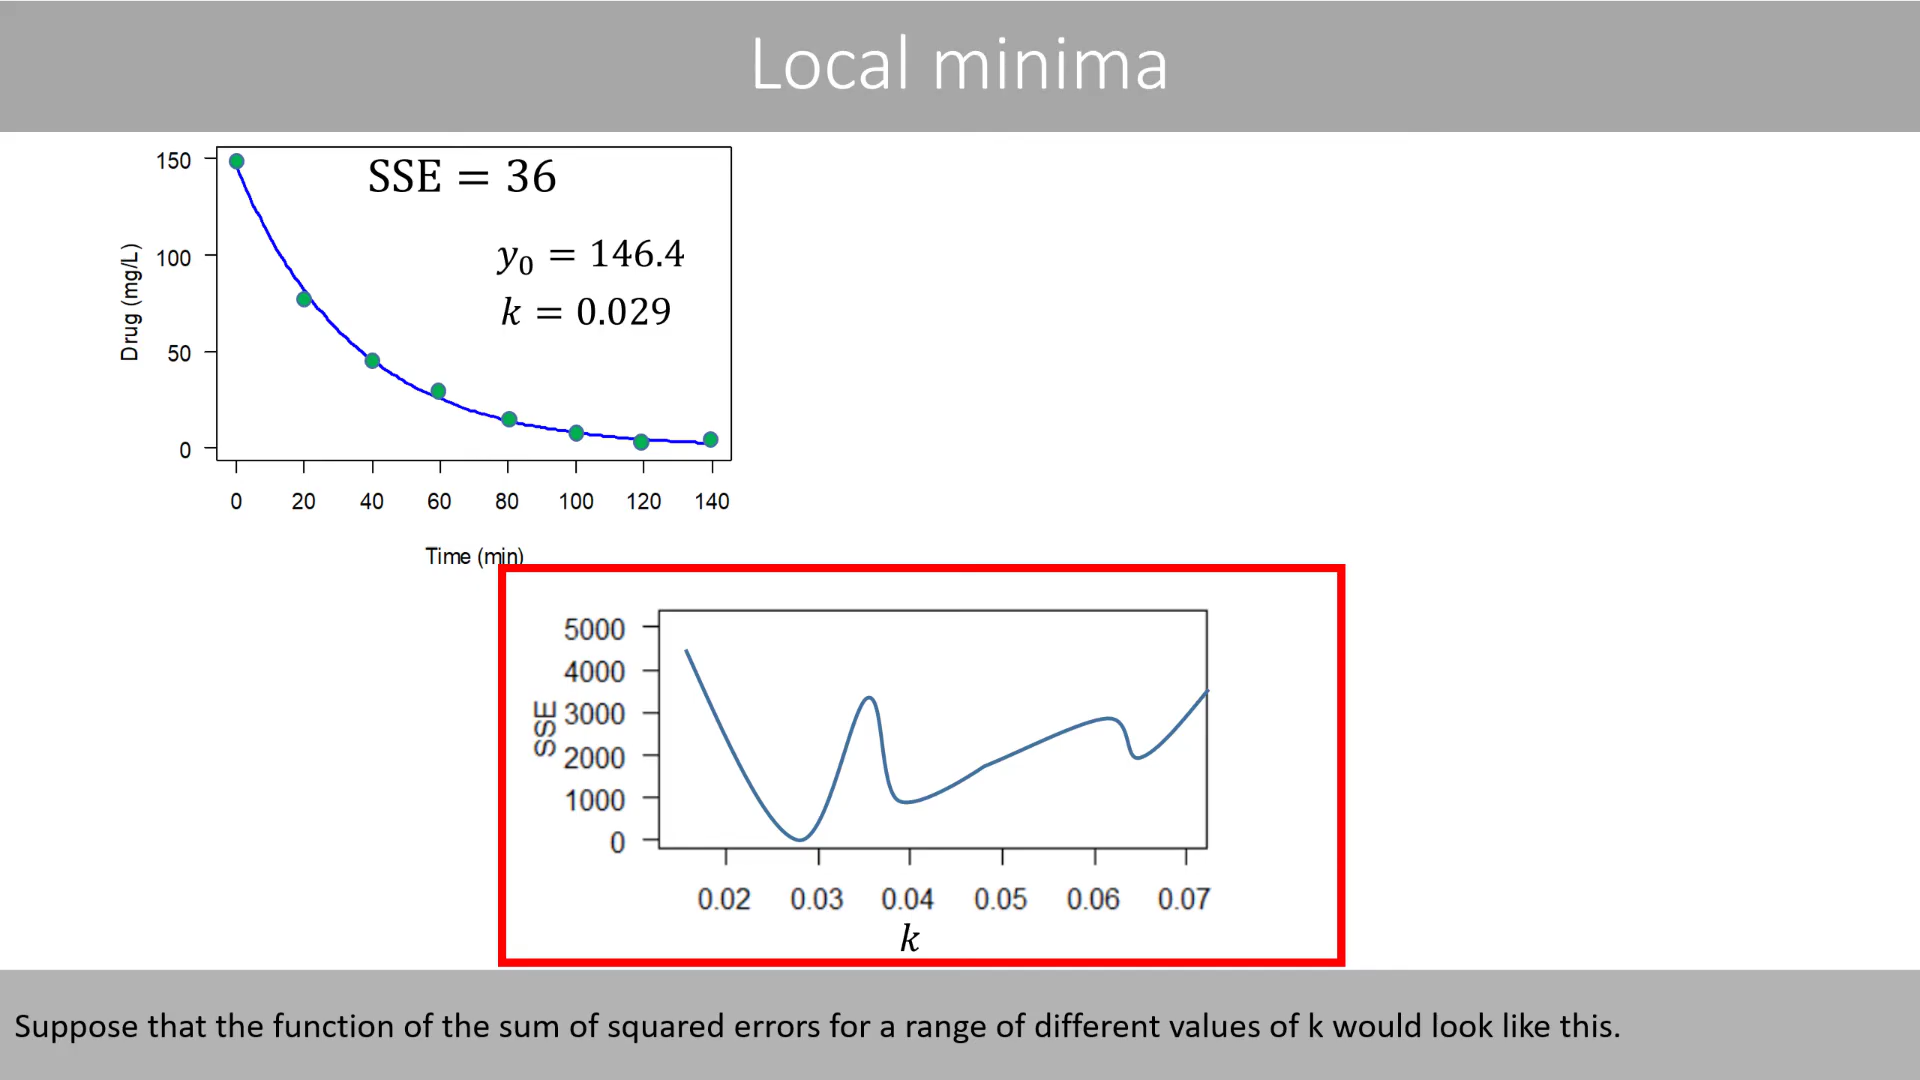 Local minima
150
100
50
0
Drug (mg/L)
SSE = 36
y₀ = 146.4
k = 0.029
0 20 40 60 80 100 120 140
Time (min)
5000
4000
3000
2000
1000
0
SSE
0.02 0.03 0.04 0.05 0.06 0.07
k
Suppose that the function of the sum of squared errors for a range of different values of k would look like this.